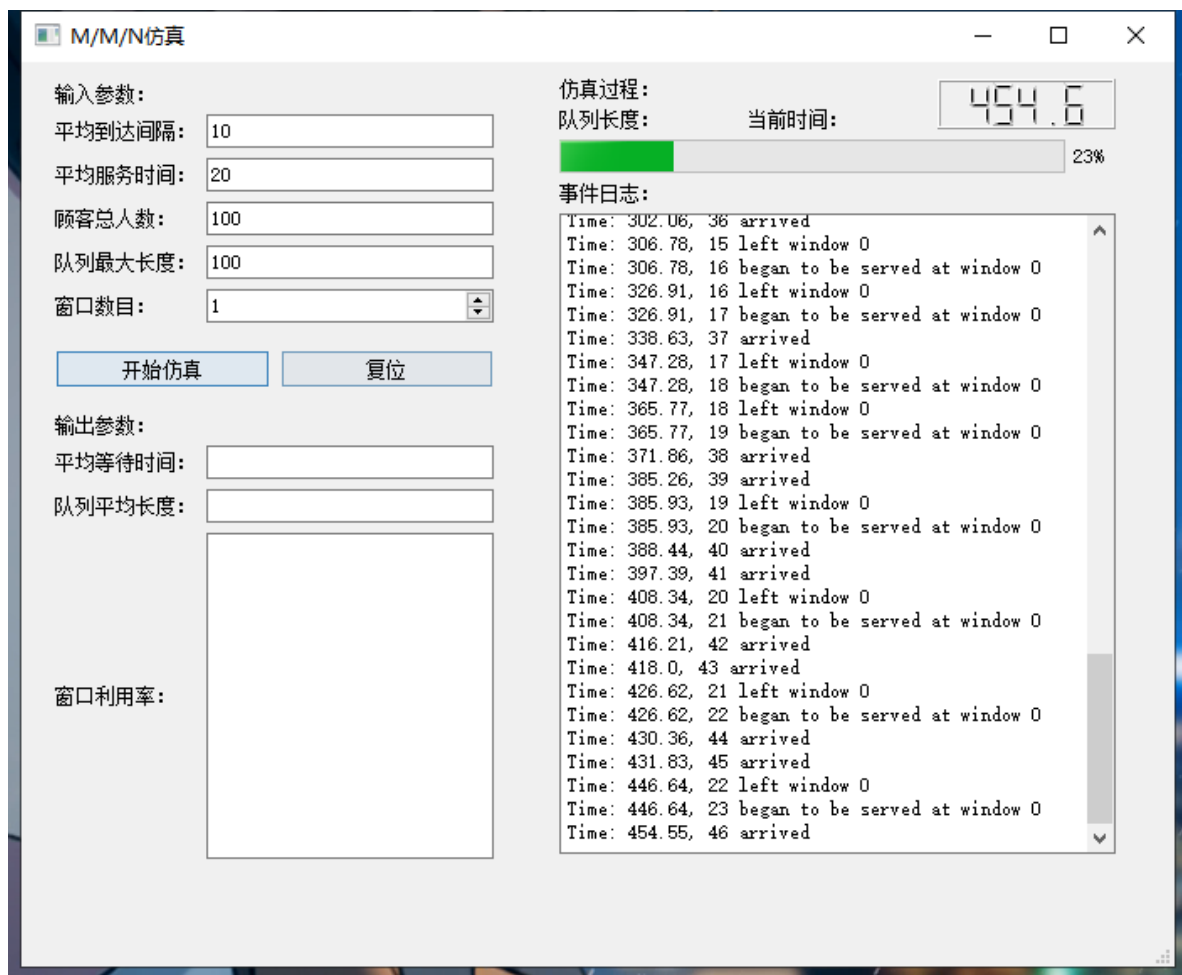 M/M/N仿真
输入参数:
平均到达间隔: 10
平均服务时间: 20
顾客总人数: 100
队列最大长度: 100
窗口数目: 1
开始仿真 复位
输出参数:
平均等待时间:
队列平均长度:
窗口利用率:
仿真过程:
队列长度: 当前时间: 454.6
23%
事件日志:
Time: 302.06, 36 arrived
Time: 306.78, 15 left window 0
Time: 306.78, 16 began to be served at window 0
Time: 326.91, 16 left window 0
Time: 326.91, 17 began to be served at window 0
Time: 338.63, 37 arrived
Time: 347.28, 17 left window 0
Time: 347.28, 18 began to be served at window 0
Time: 365.77, 18 left window 0
Time: 365.77, 19 began to be served at window 0
Time: 371.86, 38 arrived
Time: 385.26, 39 arrived
Time: 385.93, 19 left window 0
Time: 385.93, 20 began to be served at window 0
Time: 388.44, 40 arrived
Time: 397.39, 41 arrived
Time: 408.34, 20 left window 0
Time: 408.34, 21 began to be served at window 0
Time: 416.21, 42 arrived
Time: 418.0, 43 arrived
Time: 426.62, 21 left window 0
Time: 426.62, 22 began to be served at window 0
Time: 430.36, 44 arrived
Time: 431.83, 45 arrived
Time: 446.64, 22 left window 0
Time: 446.64, 23 began to be served at window 0
Time: 454.55, 46 arrived